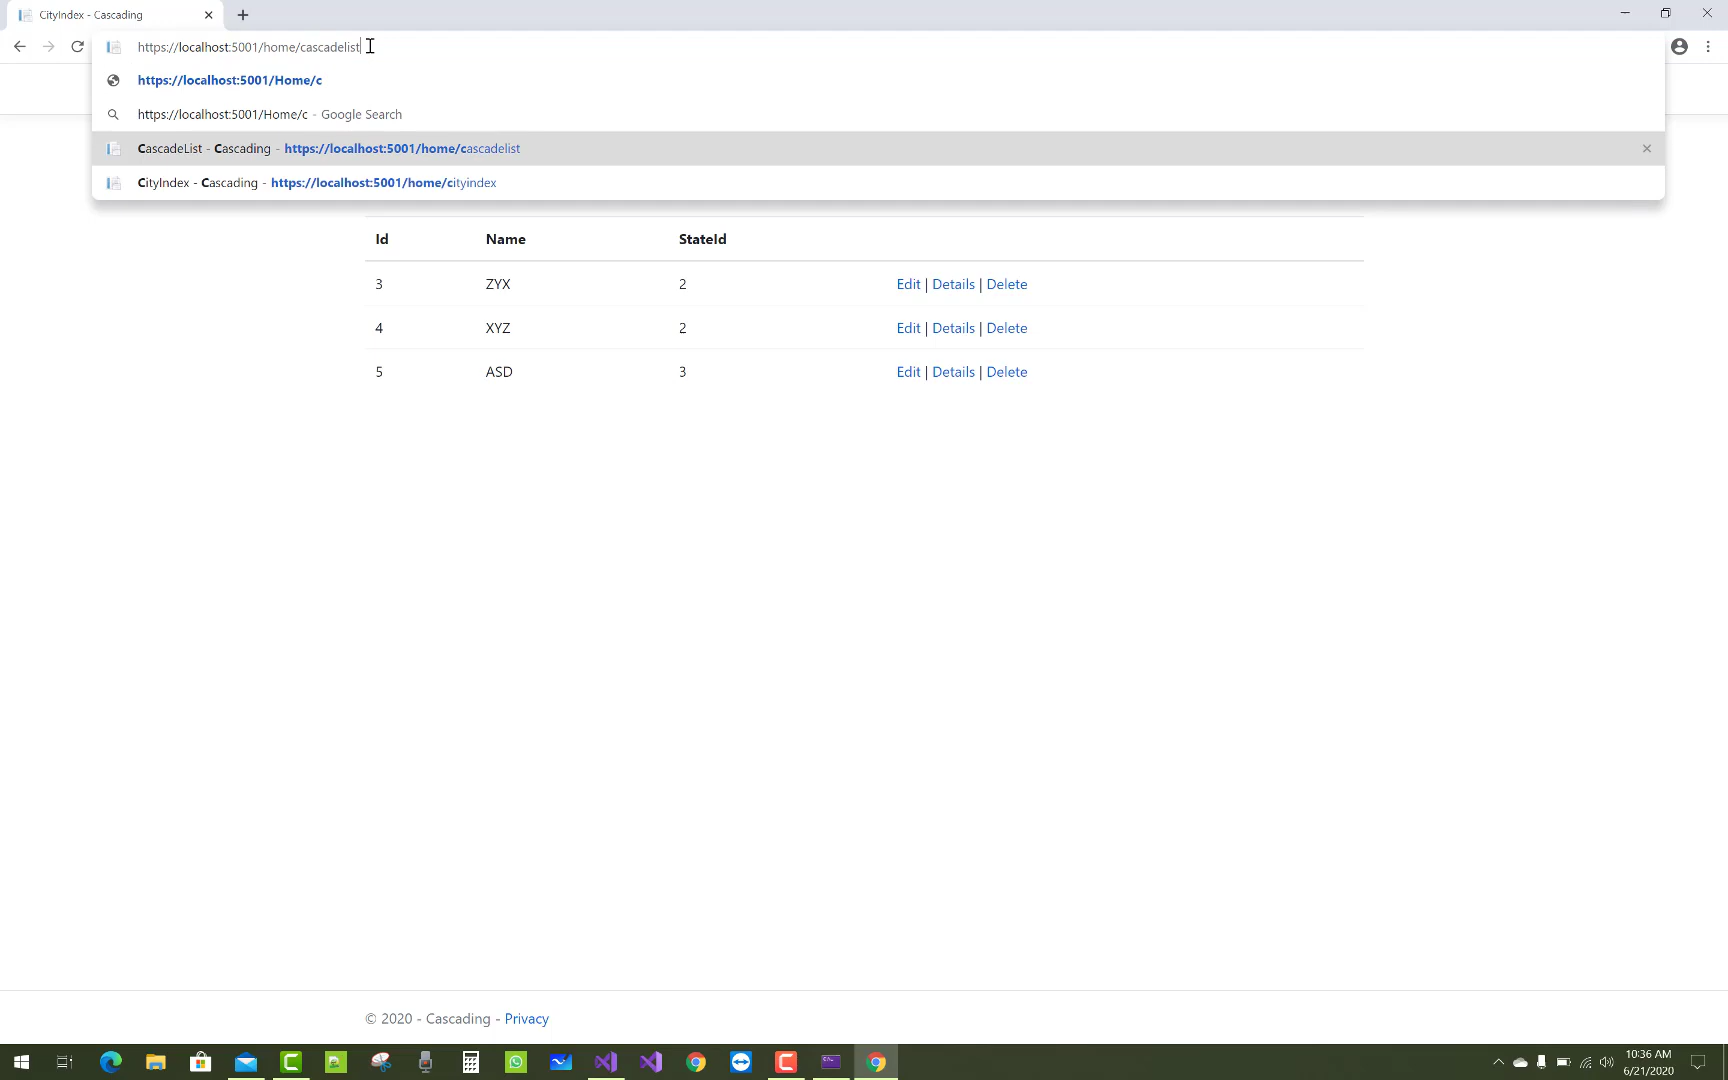 CityIndex - Cascading
https://localhost:5001/home/cascadelist
https://localhost:5001/Home/c
https://localhost:5001/Home/c - Google Search
CascadeList - Cascading - https://localhost:5001/home/cascadelist
CityIndex - Cascading - https://localhost:5001/home/cityindex
Id Name StateId
3 ZYX 2 Edit | Details | Delete
4 XYZ 2 Edit | Details | Delete
5 ASD 3 Edit | Details | Delete
© 2020 - Cascading - Privacy
10:36 AM
6/21/2020